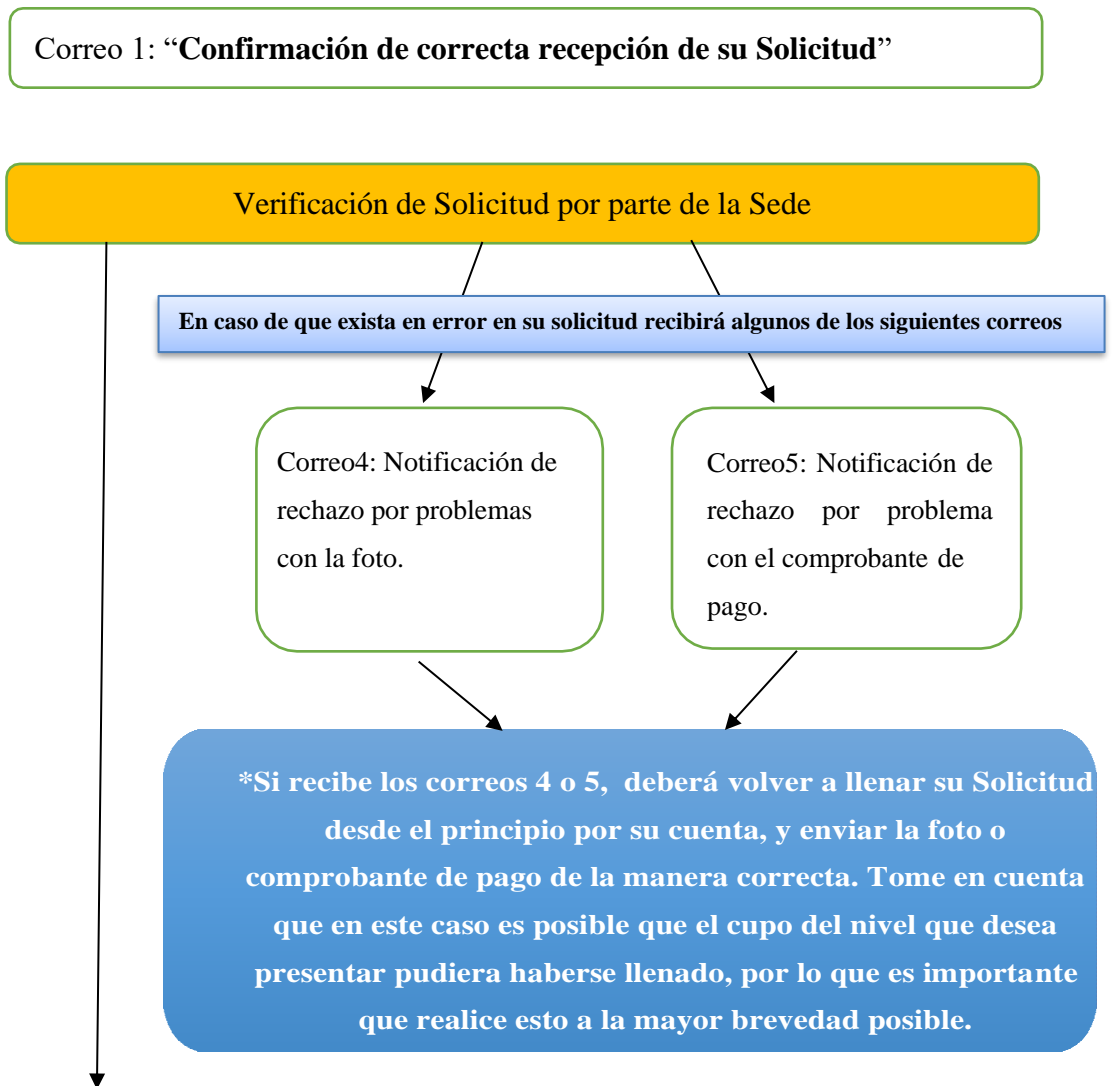 Correo 1: “Confirmación de correcta recepción de su Solicitud”
Verificación de Solicitud por parte de la Sede
En caso de que exista en error en su solicitud recibirá algunos de los siguientes correos
Correo4: Notificación de
rechazo por problemas
con la foto.
Correo5: Notificación de
rechazo por problema
con el comprobante de
pago.
*Si recibe los correos 4 o 5, deberá volver a llenar su Solicitud
desde el principio por su cuenta, y enviar la foto o
comprobante de pago de la manera correcta. Tome en cuenta
que en este caso es posible que el cupo del nivel que desea
presentar pudiera haberse llenado, por lo que es importante
que realice esto a la mayor brevedad posible.